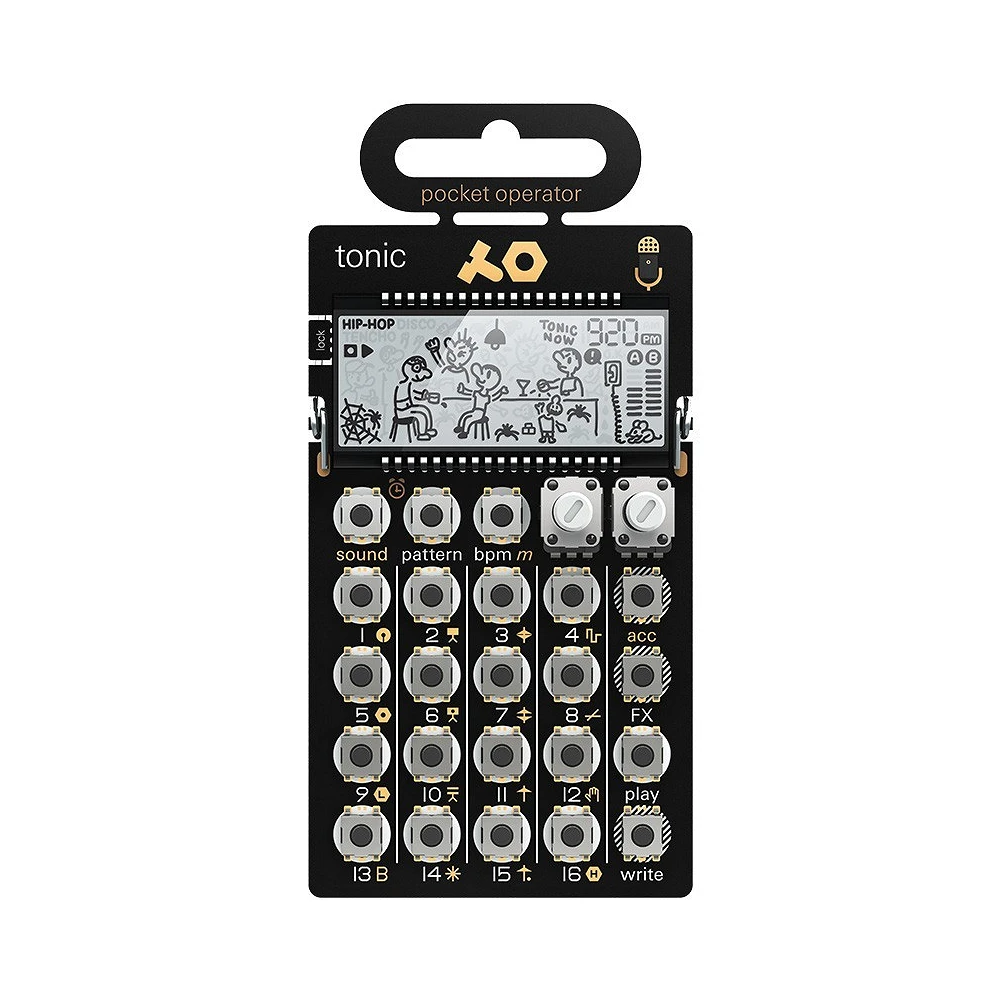 pocket operator
tonic
lock
HIP-HOP DISCO
TECHNO
TONIC
NOW
920 PM
A B
sound pattern bpm m
1 2 3 4 acc
5 6 7 8 FX
9 L 10 11 12 play
13 B 14 15 16 H write